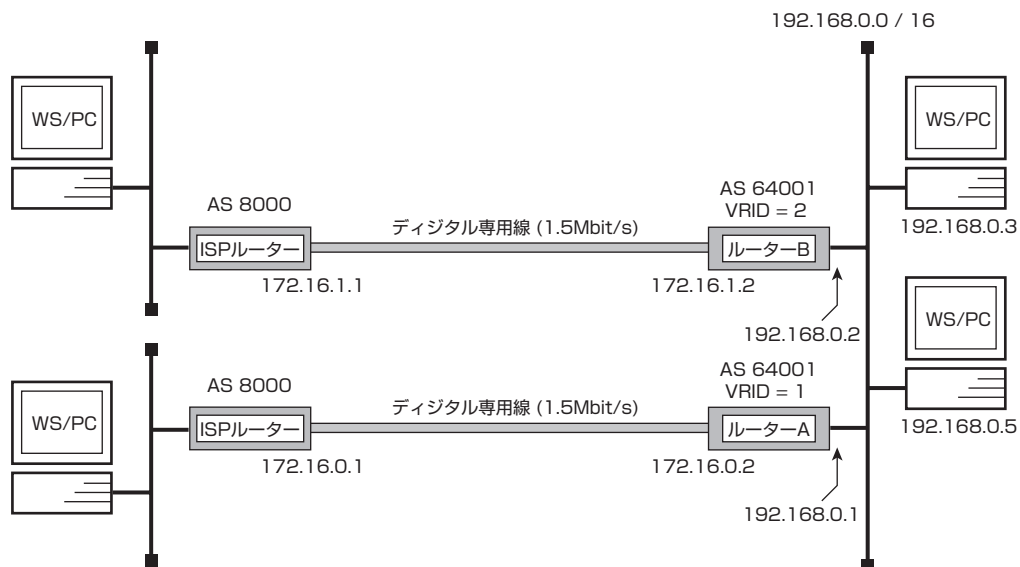 192.168.0.0 / 16
WS/PC
WS/PC
AS 8000
AS 64001
VRID = 2
ディジタル専用線 (1.5Mbit/s)
ISPルーター
ルーターB
192.168.0.3
172.16.1.1
172.16.1.2
192.168.0.2
WS/PC
AS 8000
AS 64001
VRID = 1
ディジタル専用線 (1.5Mbit/s)
WS/PC
ISPルーター
ルーターA
192.168.0.5
172.16.0.1
172.16.0.2
192.168.0.1